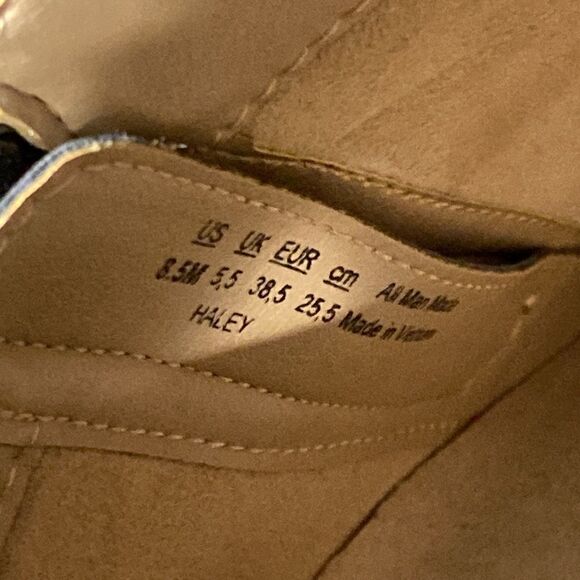 US UK EUR cm All Man Made
8.5M 5,5 38,5 25,5 Made in Vietnam
HALEY